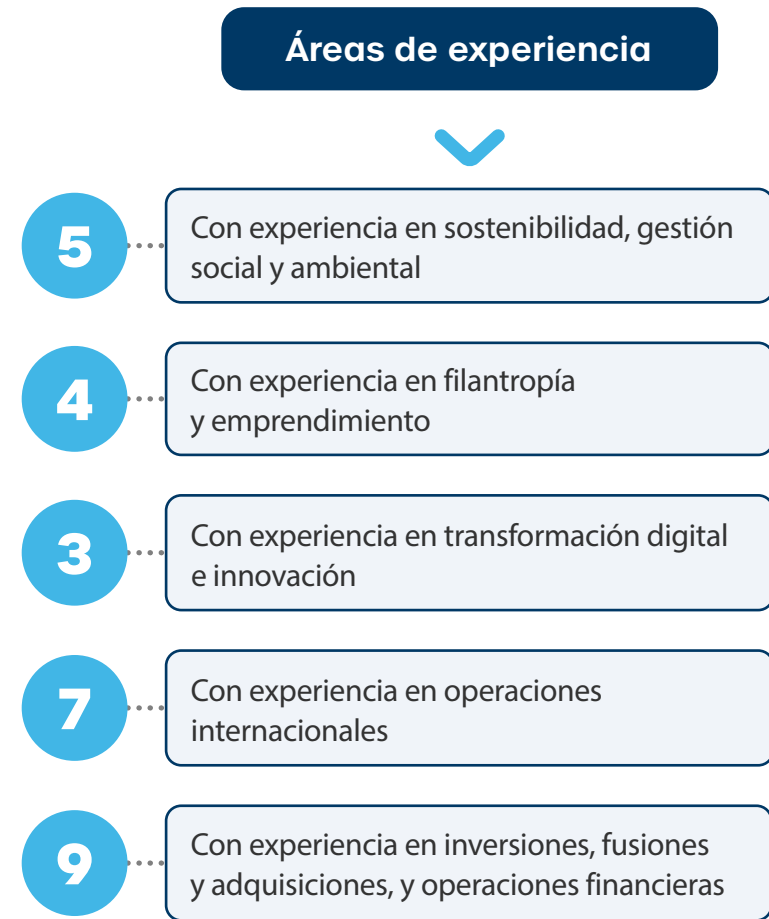 Áreas de experiencia
5
Con experiencia en sostenibilidad, gestión
social y ambiental
4
Con experiencia en filantropía
y emprendimiento
3
Con experiencia en transformación digital
e innovación
7
Con experiencia en operaciones
internacionales
9
Con experiencia en inversiones, fusiones
y adquisiciones, y operaciones financieras